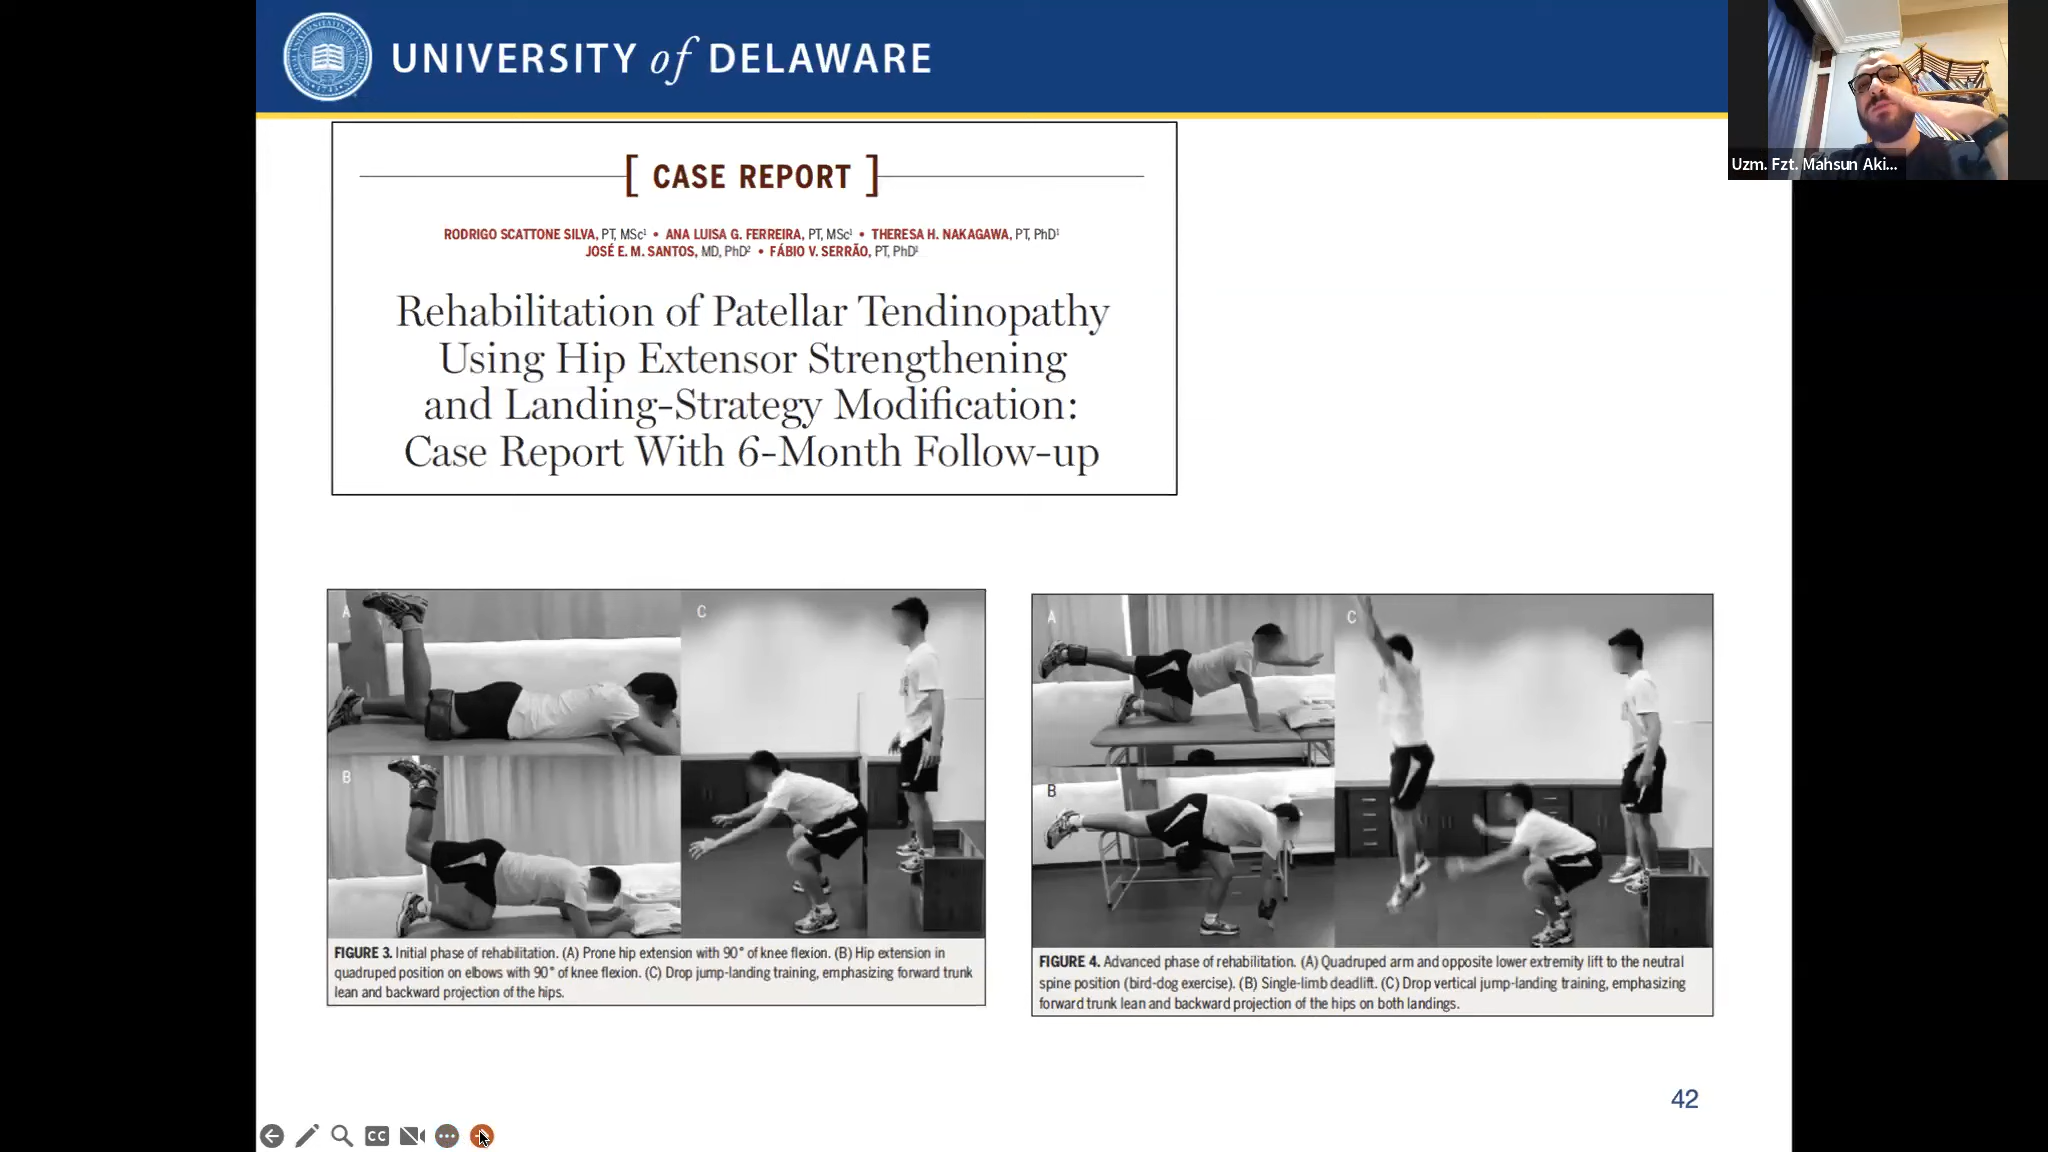 UNIVERSITY of DELAWARE
Uzm. Fzt. Mahsun Aki...
[ CASE REPORT ]
RODRIGO SCATTONE SILVA, PT, MSc¹ • ANA LUISA G. FERREIRA, PT, MSc¹ • THERESA H. NAKAGAWA, PT, PhD¹
JOSÉ E. M. SANTOS, MD, PhD² • FÁBIO V. SERRÃO, PT, PhD¹
Rehabilitation of Patellar Tendinopathy
Using Hip Extensor Strengthening
and Landing-Strategy Modification:
Case Report With 6-Month Follow-up
A
C
B
FIGURE 3. Initial phase of rehabilitation. (A) Prone hip extension with 90° of knee flexion. (B) Hip extension in
quadruped position on elbows with 90° of knee flexion. (C) Drop jump-landing training, emphasizing forward trunk
lean and backward projection of the hips.
A
C
B
FIGURE 4. Advanced phase of rehabilitation. (A) Quadruped arm and opposite lower extremity lift to the neutral
spine position (bird-dog exercise). (B) Single-limb deadlift. (C) Drop vertical jump-landing training, emphasizing
forward trunk lean and backward projection of the hips on both landings.
42
CC